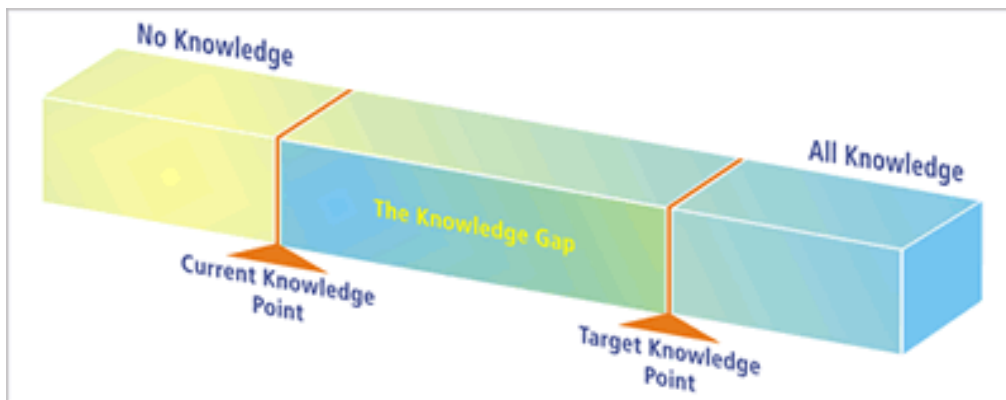 No Knowledge
All Knowledge
The Knowledge Gap
Current Knowledge
Point
Target Knowledge
Point